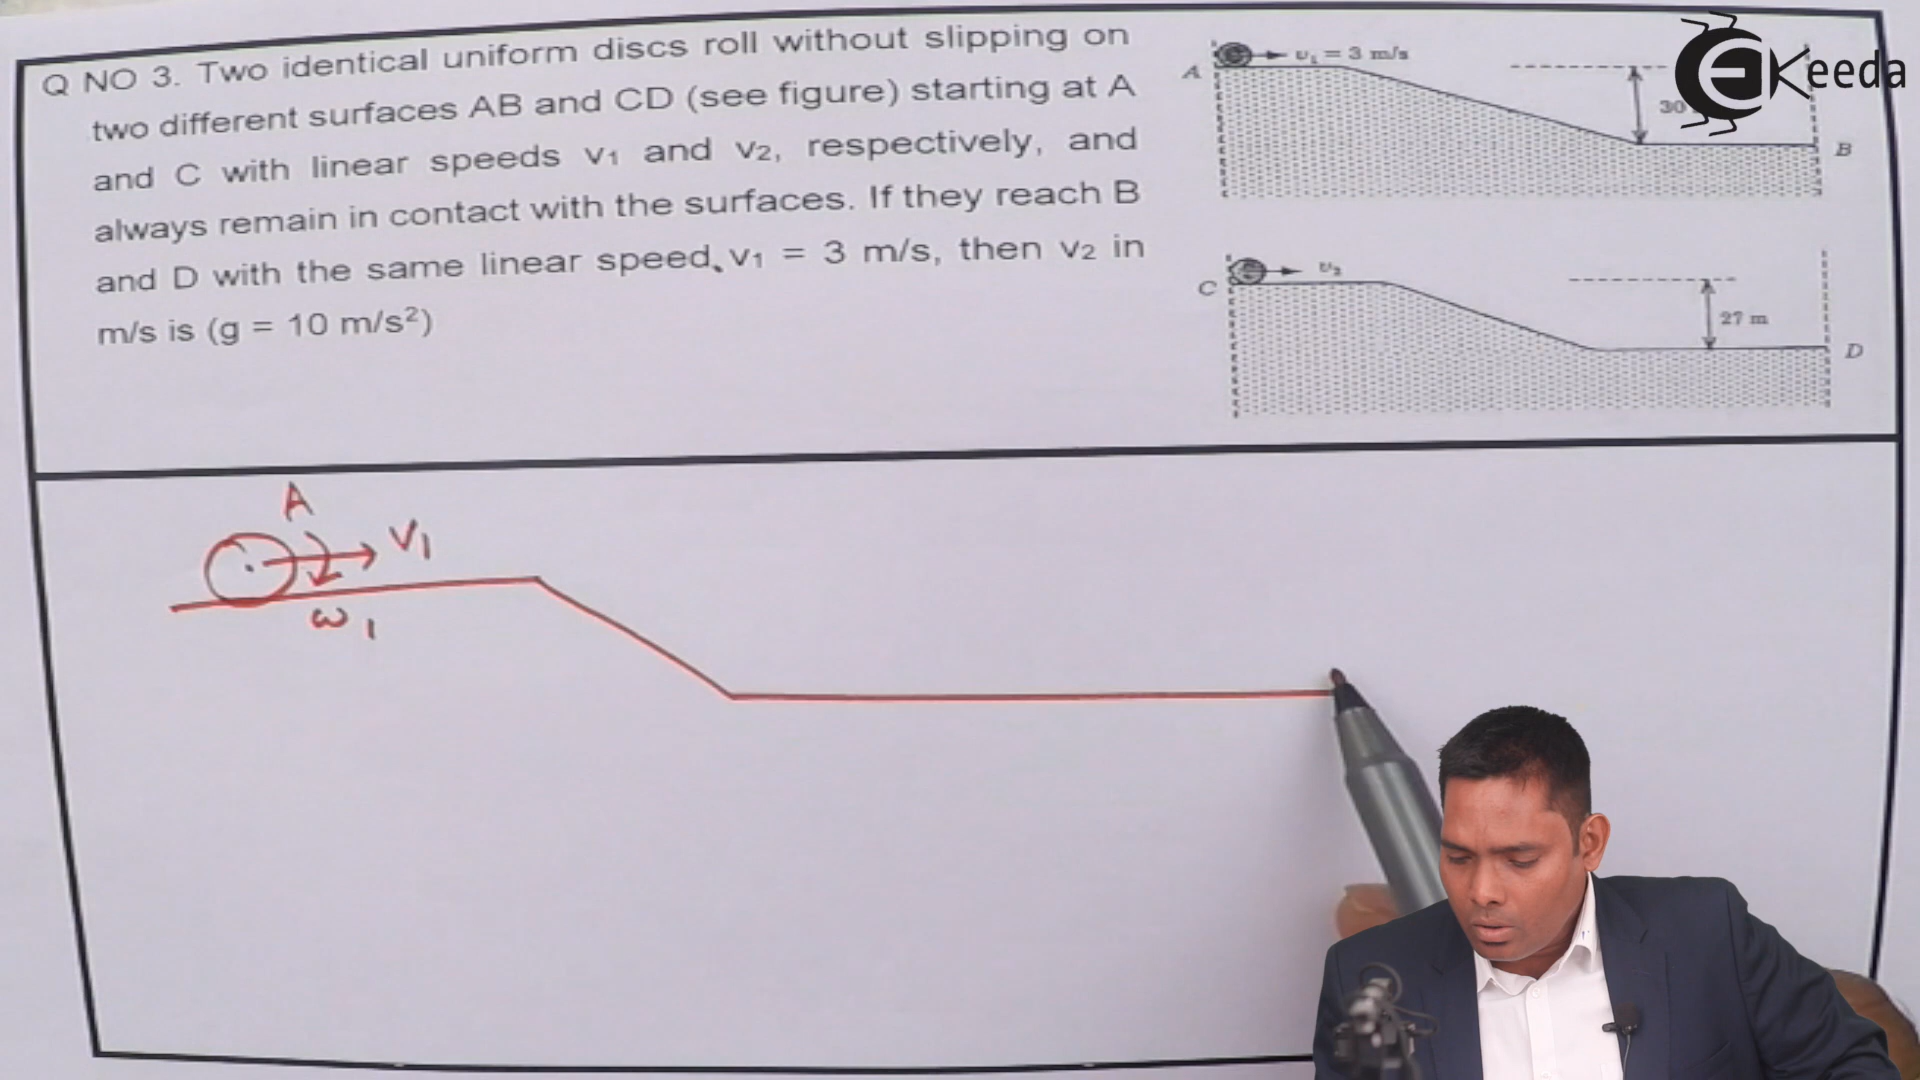 Q NO 3. Two identical uniform discs roll without slipping on
two different surfaces AB and CD (see figure) starting at A
and C with linear speeds v₁ and v₂, respectively, and
always remain in contact with the surfaces. If they reach B
and D with the same linear speed, v₁ = 3 m/s, then v₂ in
m/s is (g = 10 m/s²)
A
υ₁ = 3 m/s
30
B
C
υ₂
27 m
D
EKeeda
A
V₁
ω₁